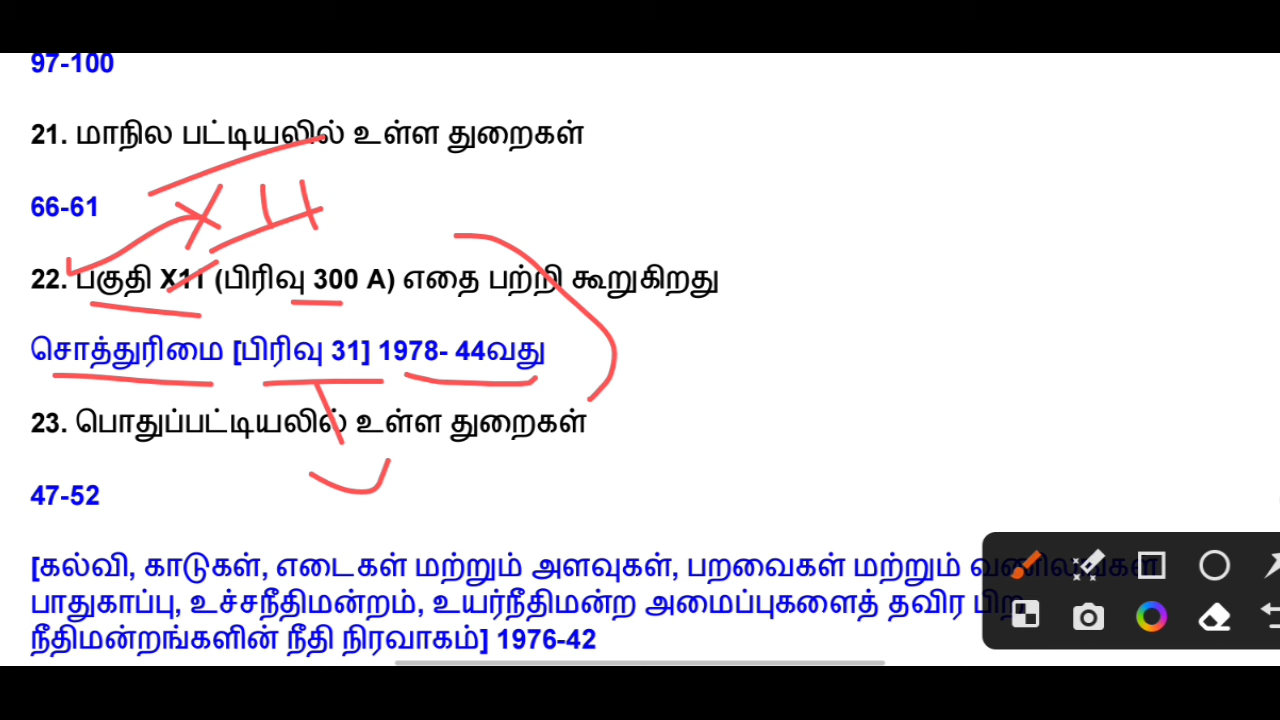 97-100
21. மாநில பட்டியலில் உள்ள துறைகள்
66-61
X 11
22. பகுதி X11 (பிரிவு 300 A) எதை பற்றி கூறுகிறது
சொத்துரிமை [பிரிவு 31] 1978- 44வது
23. பொதுப்பட்டியலில் உள்ள துறைகள்
47-52
[கல்வி, காடுகள், எடைகள் மற்றும் அளவுகள், பறவைகள் மற்றும்
பாதுகாப்பு, உச்சநீதிமன்றம், உயர்நீதிமன்ற அமைப்புகளைத் தவிர பிற
நீதிமன்றங்களின் நீதி நிரவாகம்] 1976-42